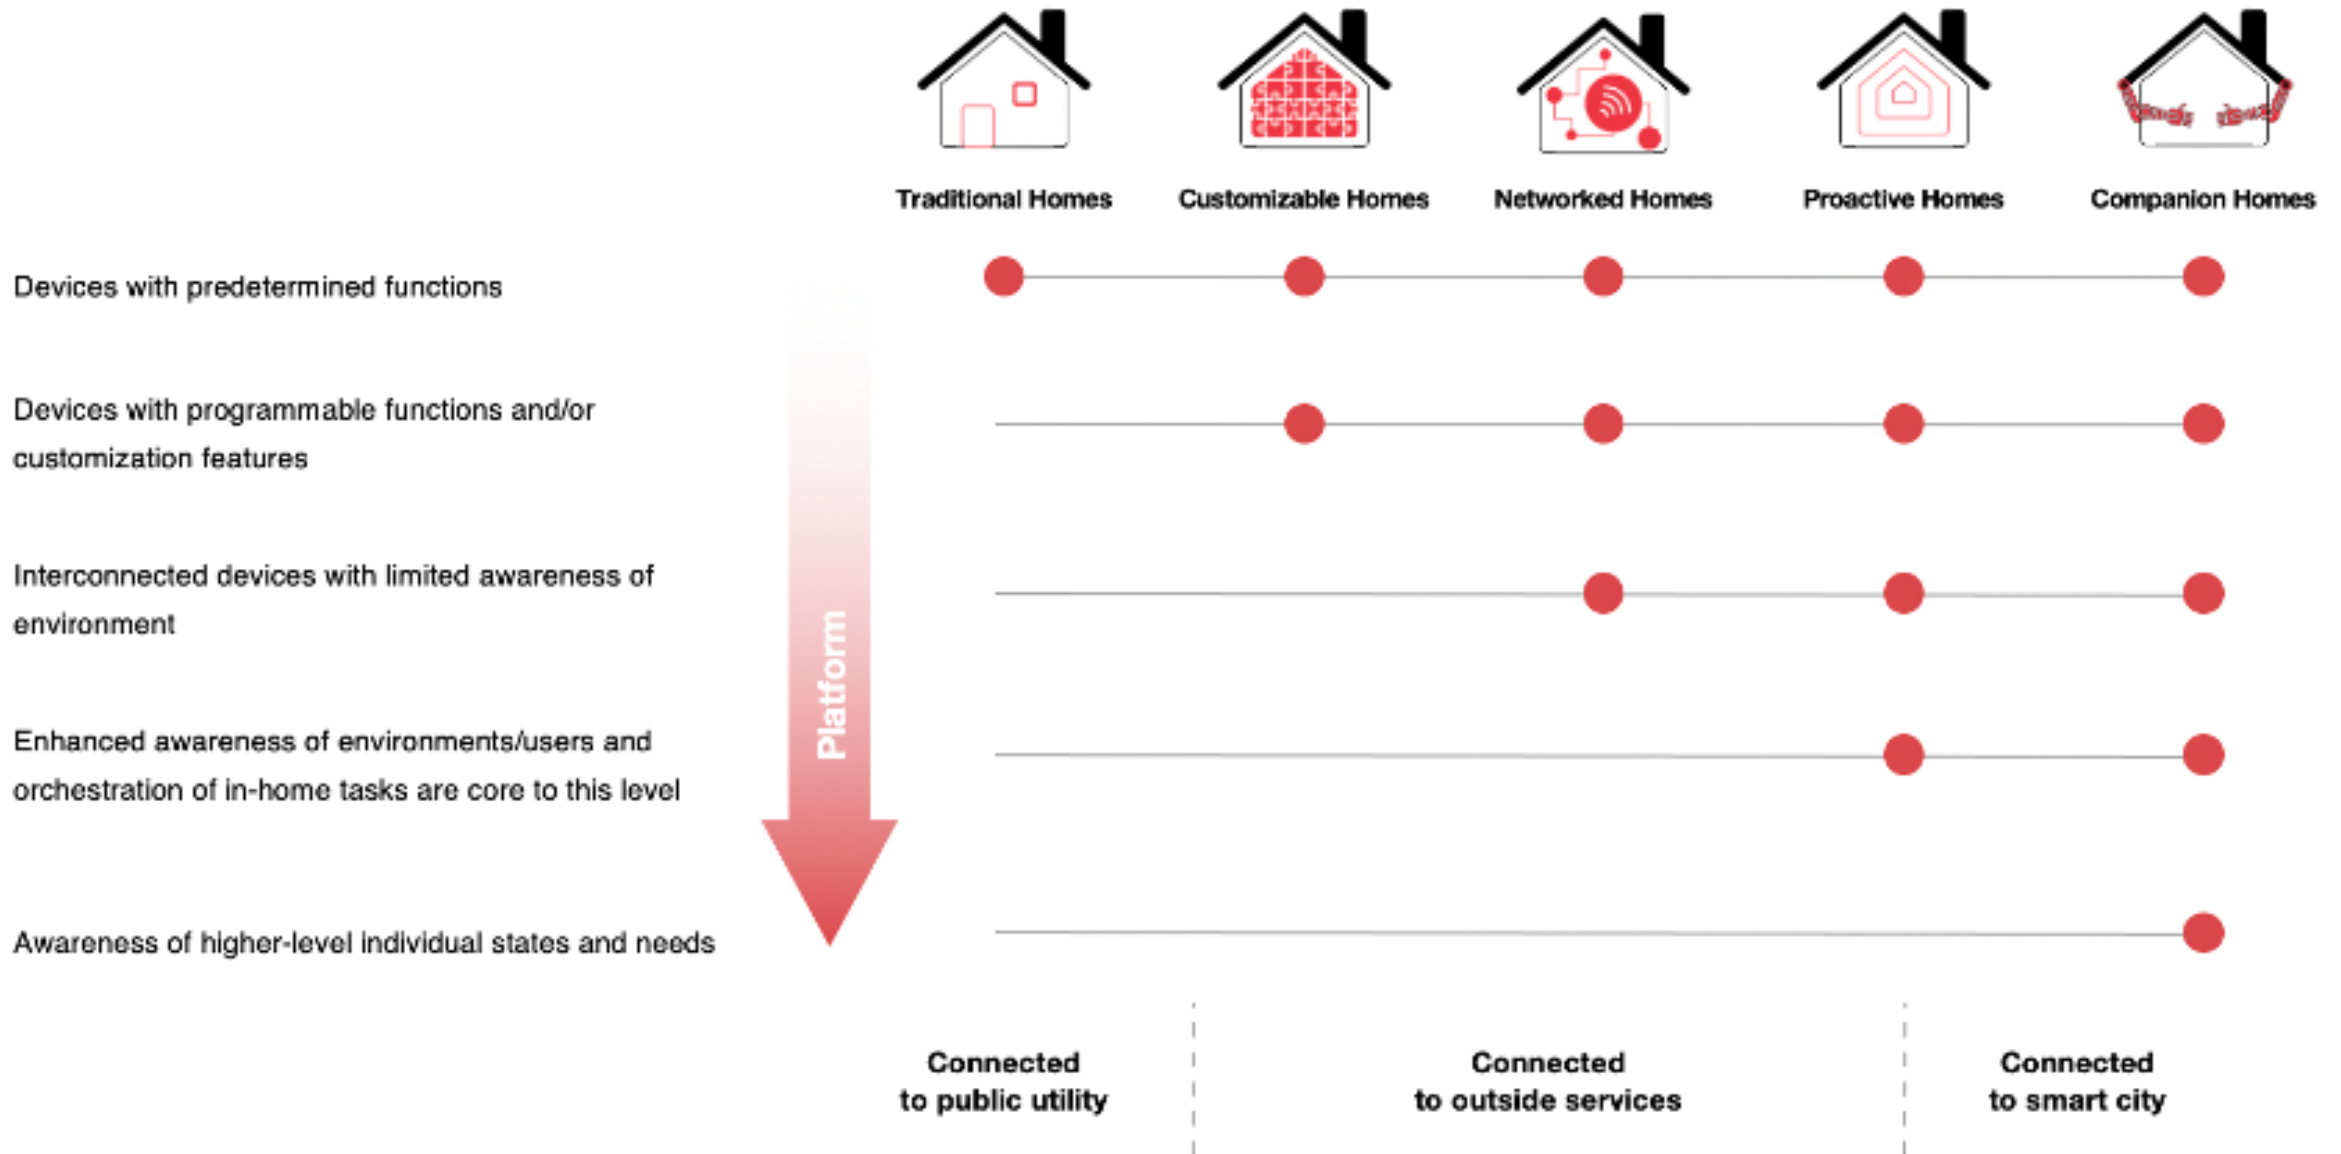 Traditional Homes
Customizable Homes
Networked Homes
Proactive Homes
Companion Homes
Devices with predetermined functions
Devices with programmable functions and/or
customization features
Interconnected devices with limited awareness of
environment
Platform
Enhanced awareness of environments/users and
orchestration of in-home tasks are core to this level
Awareness of higher-level individual states and needs
Connected
to public utility
Connected
to outside services
Connected
to smart city